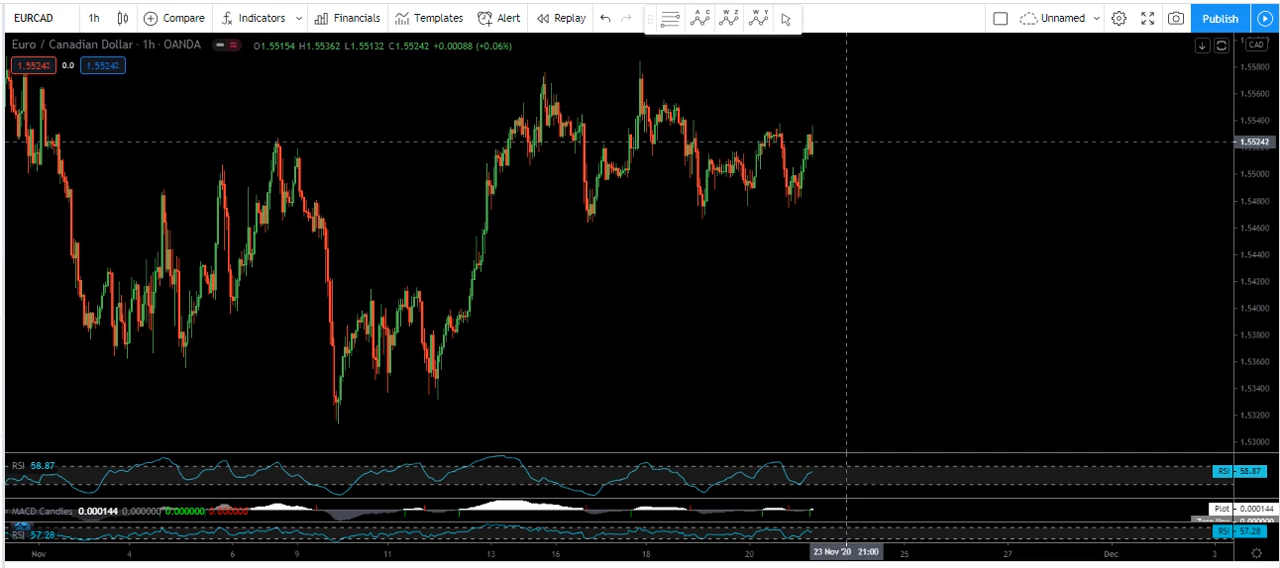 EURCAD 1h Compare Indicators Financials Templates Alert Replay A C W Z W Y Unnamed Publish
Euro / Canadian Dollar · 1h · OANDA O1.55154 H1.55362 L1.55132 C1.55242 +0.00088 (+0.06%) CAD
1.55242 0.0 1.55242
1.55800
1.55600
1.55400
1.55242
1.55000
1.54800
1.54600
1.54400
1.54200
1.54000
1.53800
1.53600
1.53400
1.53200
1.53000
RSI 58.87 RSI 58.87
MACD Candles 0.000144 0.000000 0.000000 0.000000 Plot 0.000144
0.000000
RSI 57.28 RSI 57.28
Nov 4 6 9 11 13 16 18 20 23 Nov '20 21:00 25 27 Dec 3